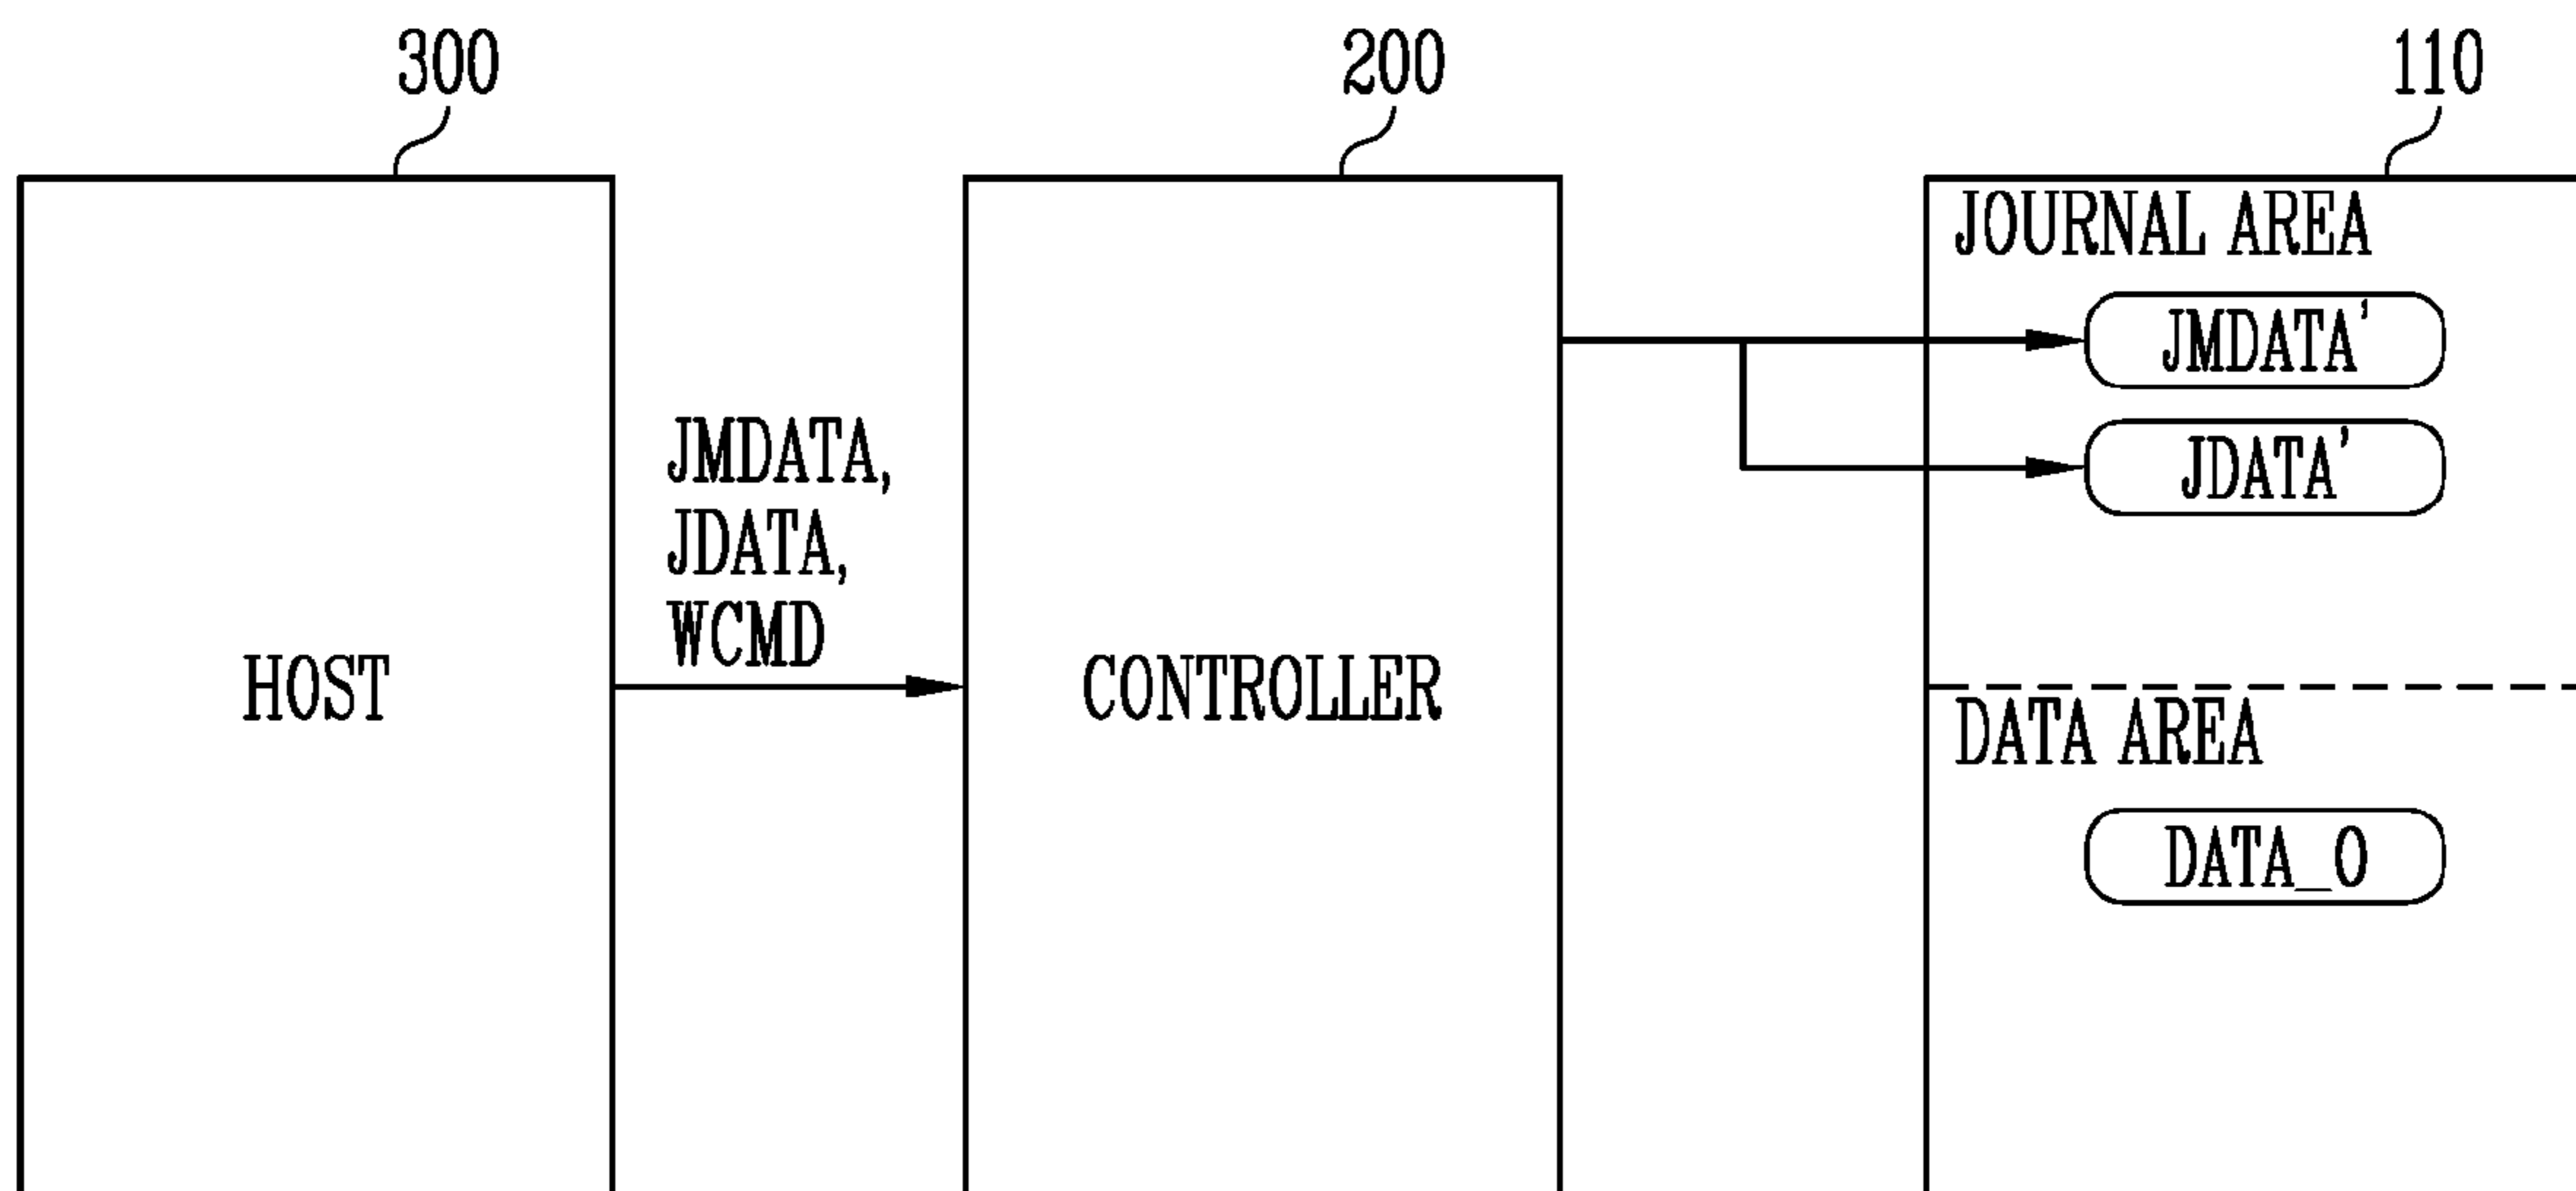 300
200
110
JOURNAL AREA
JMDATA'
JDATA'
JMDATA,
JDATA,
WCMD
HOST
CONTROLLER
DATA AREA
DATA_O